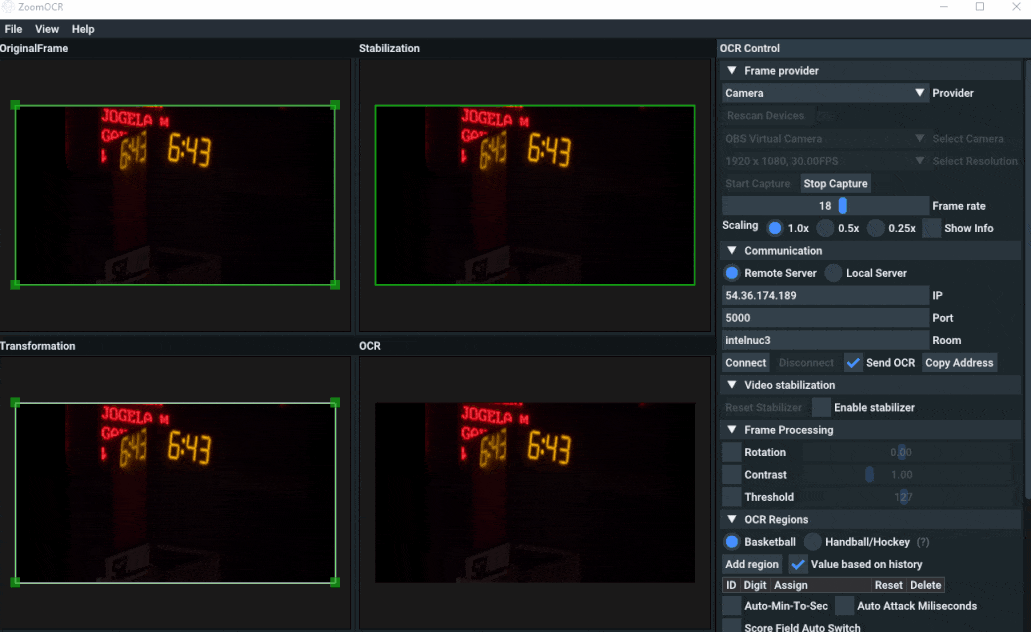 ZoomOCR
File View Help
OriginalFrame
JOGELA M
6:43 6:43
Stabilization
JOGELA M
6:43 6:43
Transformation
JOGELA M
6:43 6:43
OCR
JOGELA M
6:43 6:43
OCR Control
Frame provider
Camera Provider
Rescan Devices
OBS Virtual Camera Select Camera
1920 x 1080, 30.00FPS Select Resolution
Start Capture Stop Capture
18 Frame rate
Scaling 1.0x 0.5x 0.25x Show Info
Communication
Remote Server Local Server
54.36.174.189 IP
5000 Port
intelnuc3 Room
Connect Disconnect Send OCR Copy Address
Video stabilization
Reset Stabilizer Enable stabilizer
Frame Processing
Rotation 0.00
Contrast 1.00
Threshold 127
OCR Regions
Basketball Handball/Hockey (?)
Add region Value based on history
ID Digit Assign Reset Delete
Auto-Min-To-Sec Auto Attack Miliseconds
Score Field Auto Switch